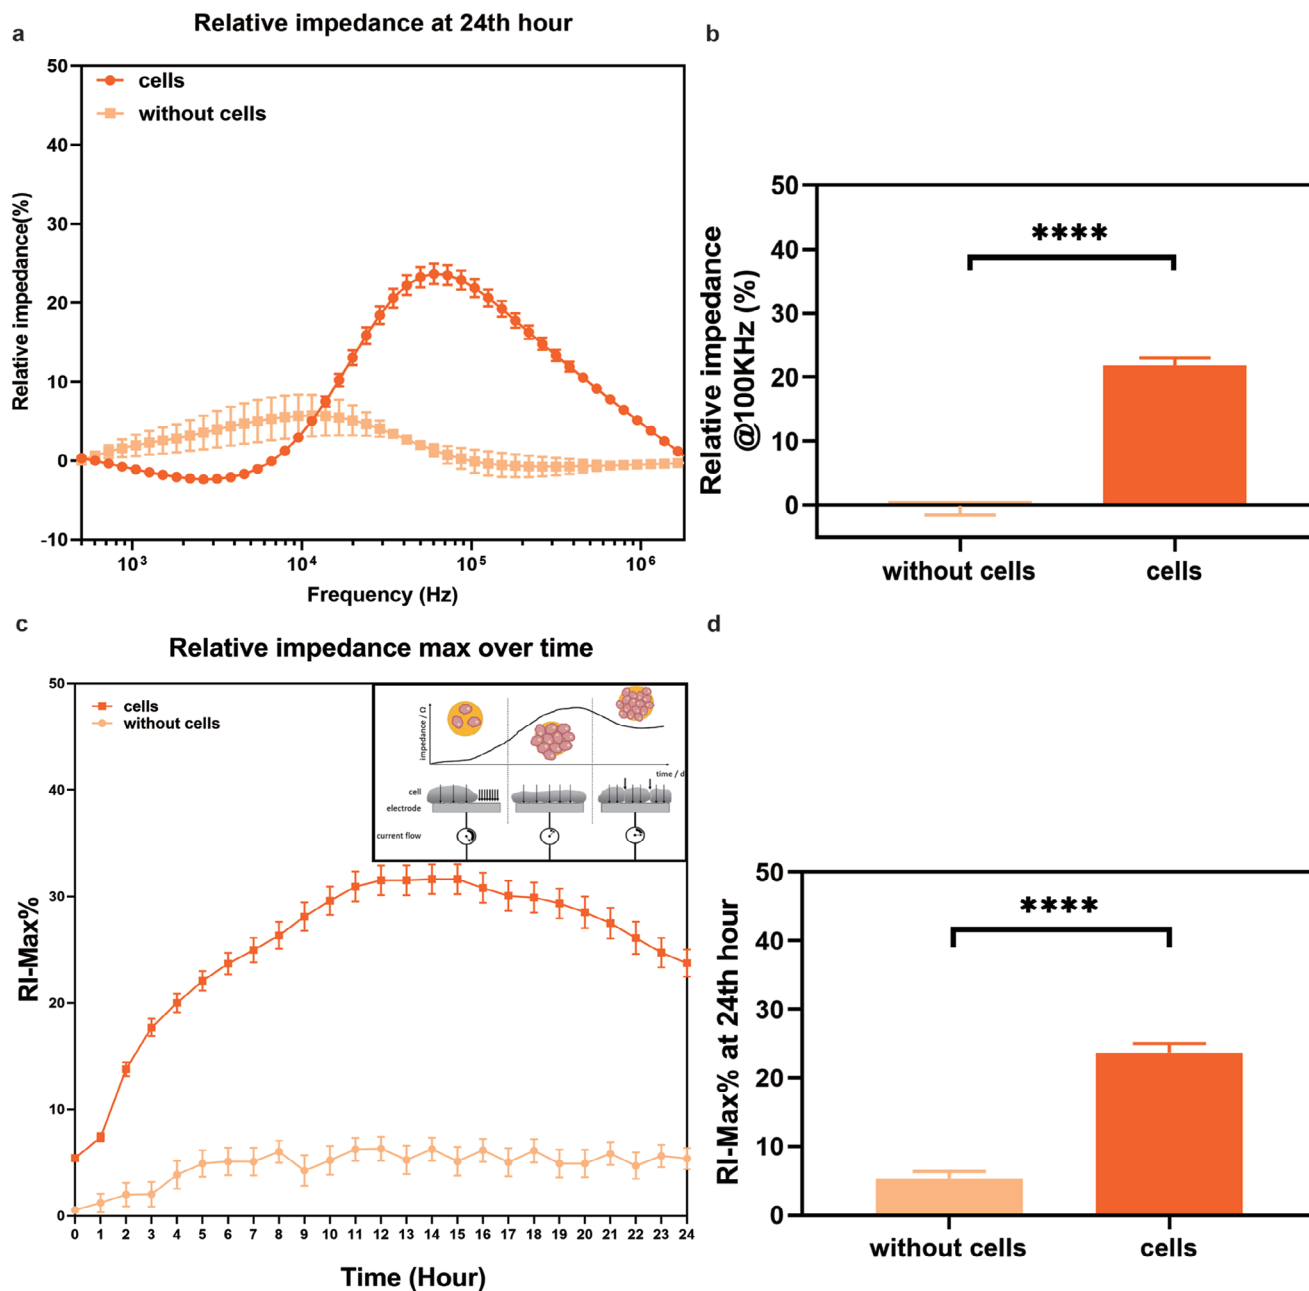 a
Relative impedance at 24th hour
50
40
30
20
10
0
-10
Relative impedance(%)
cells
without cells
10³
10⁴
10⁵
10⁶
Frequency (Hz)
b
50
40
30
20
10
0
Relative impedance
@100KHz (%)
****
without cells
cells
c
Relative impedance max over time
50
40
30
20
10
0
RI-Max%
cells
without cells
impedance / Ω
time / d
cell
electrode
current flow
0 1 2 3 4 5 6 7 8 9 10 11 12 13 14 15 16 17 18 19 20 21 22 23 24
Time (Hour)
d
50
40
30
20
10
0
RI-Max% at 24th hour
****
without cells
cells